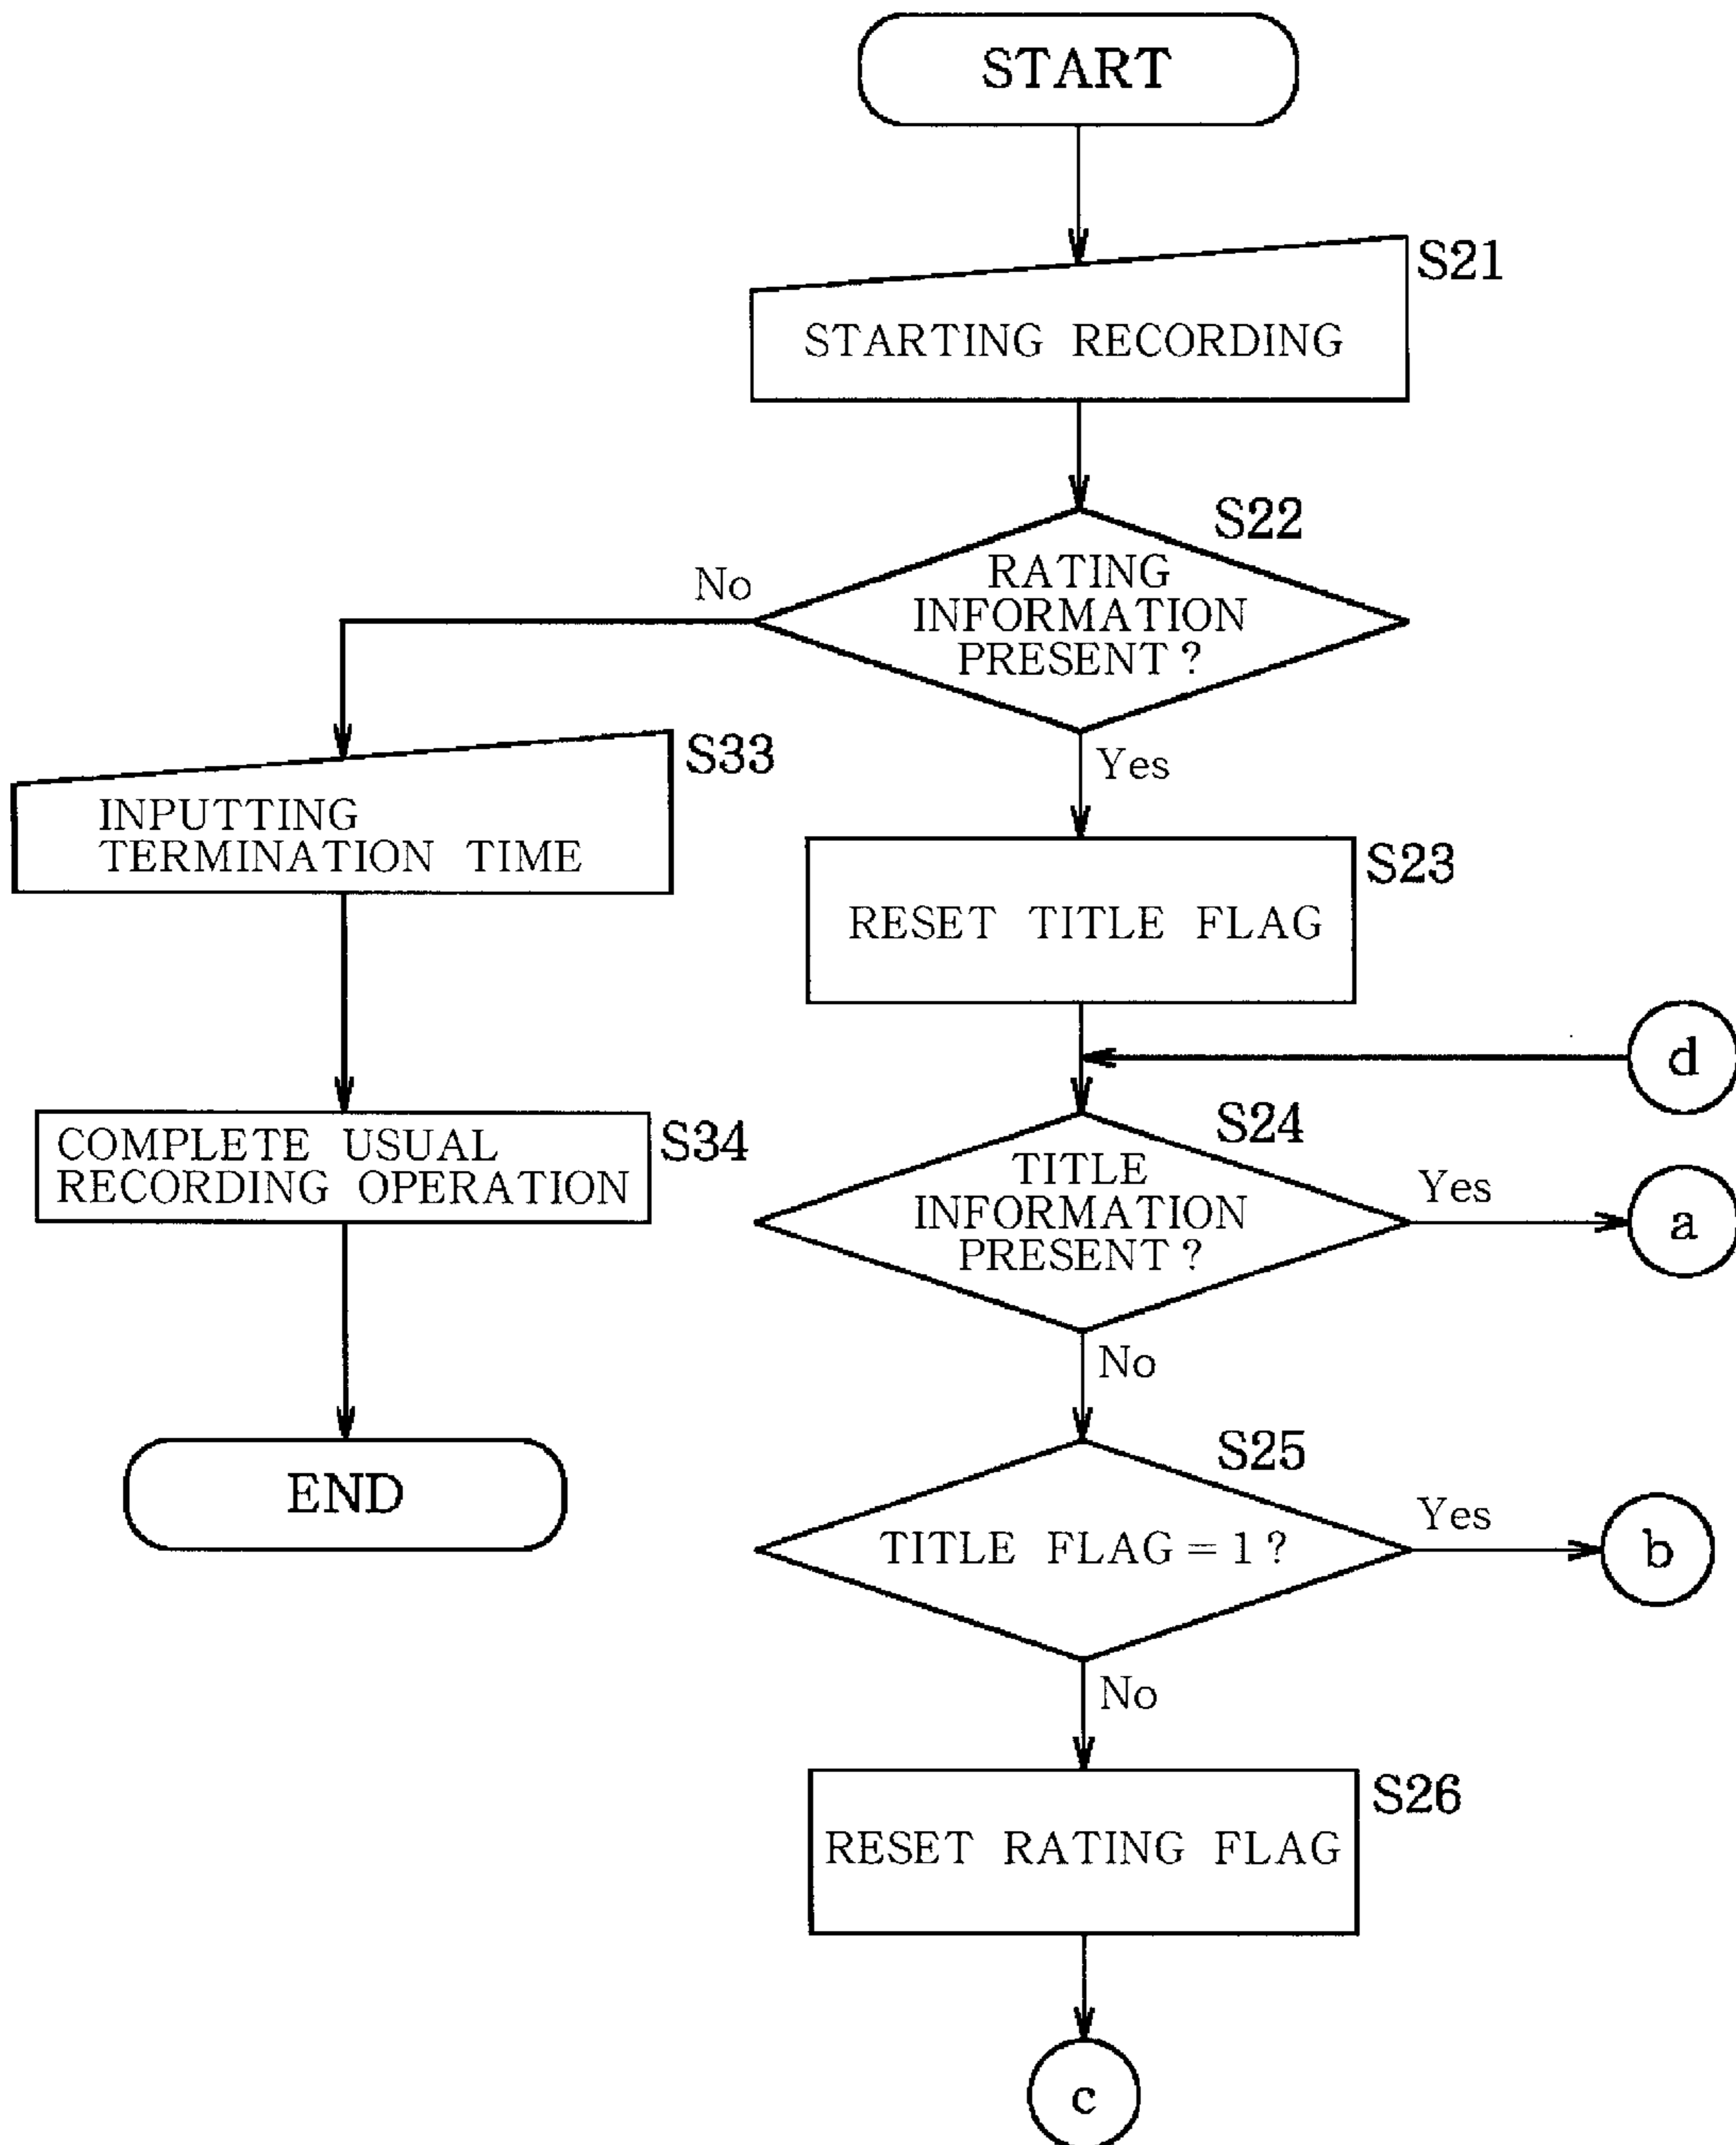 START
S21
STARTING RECORDING
S22
RATING
INFORMATION
PRESENT ?
No
Yes
S33
INPUTTING
TERMINATION TIME
S23
RESET TITLE FLAG
d
S34
COMPLETE USUAL
RECORDING OPERATION
S24
TITLE
INFORMATION
PRESENT ?
Yes
a
No
END
S25
TITLE FLAG = 1 ?
Yes
b
No
S26
RESET RATING FLAG
c